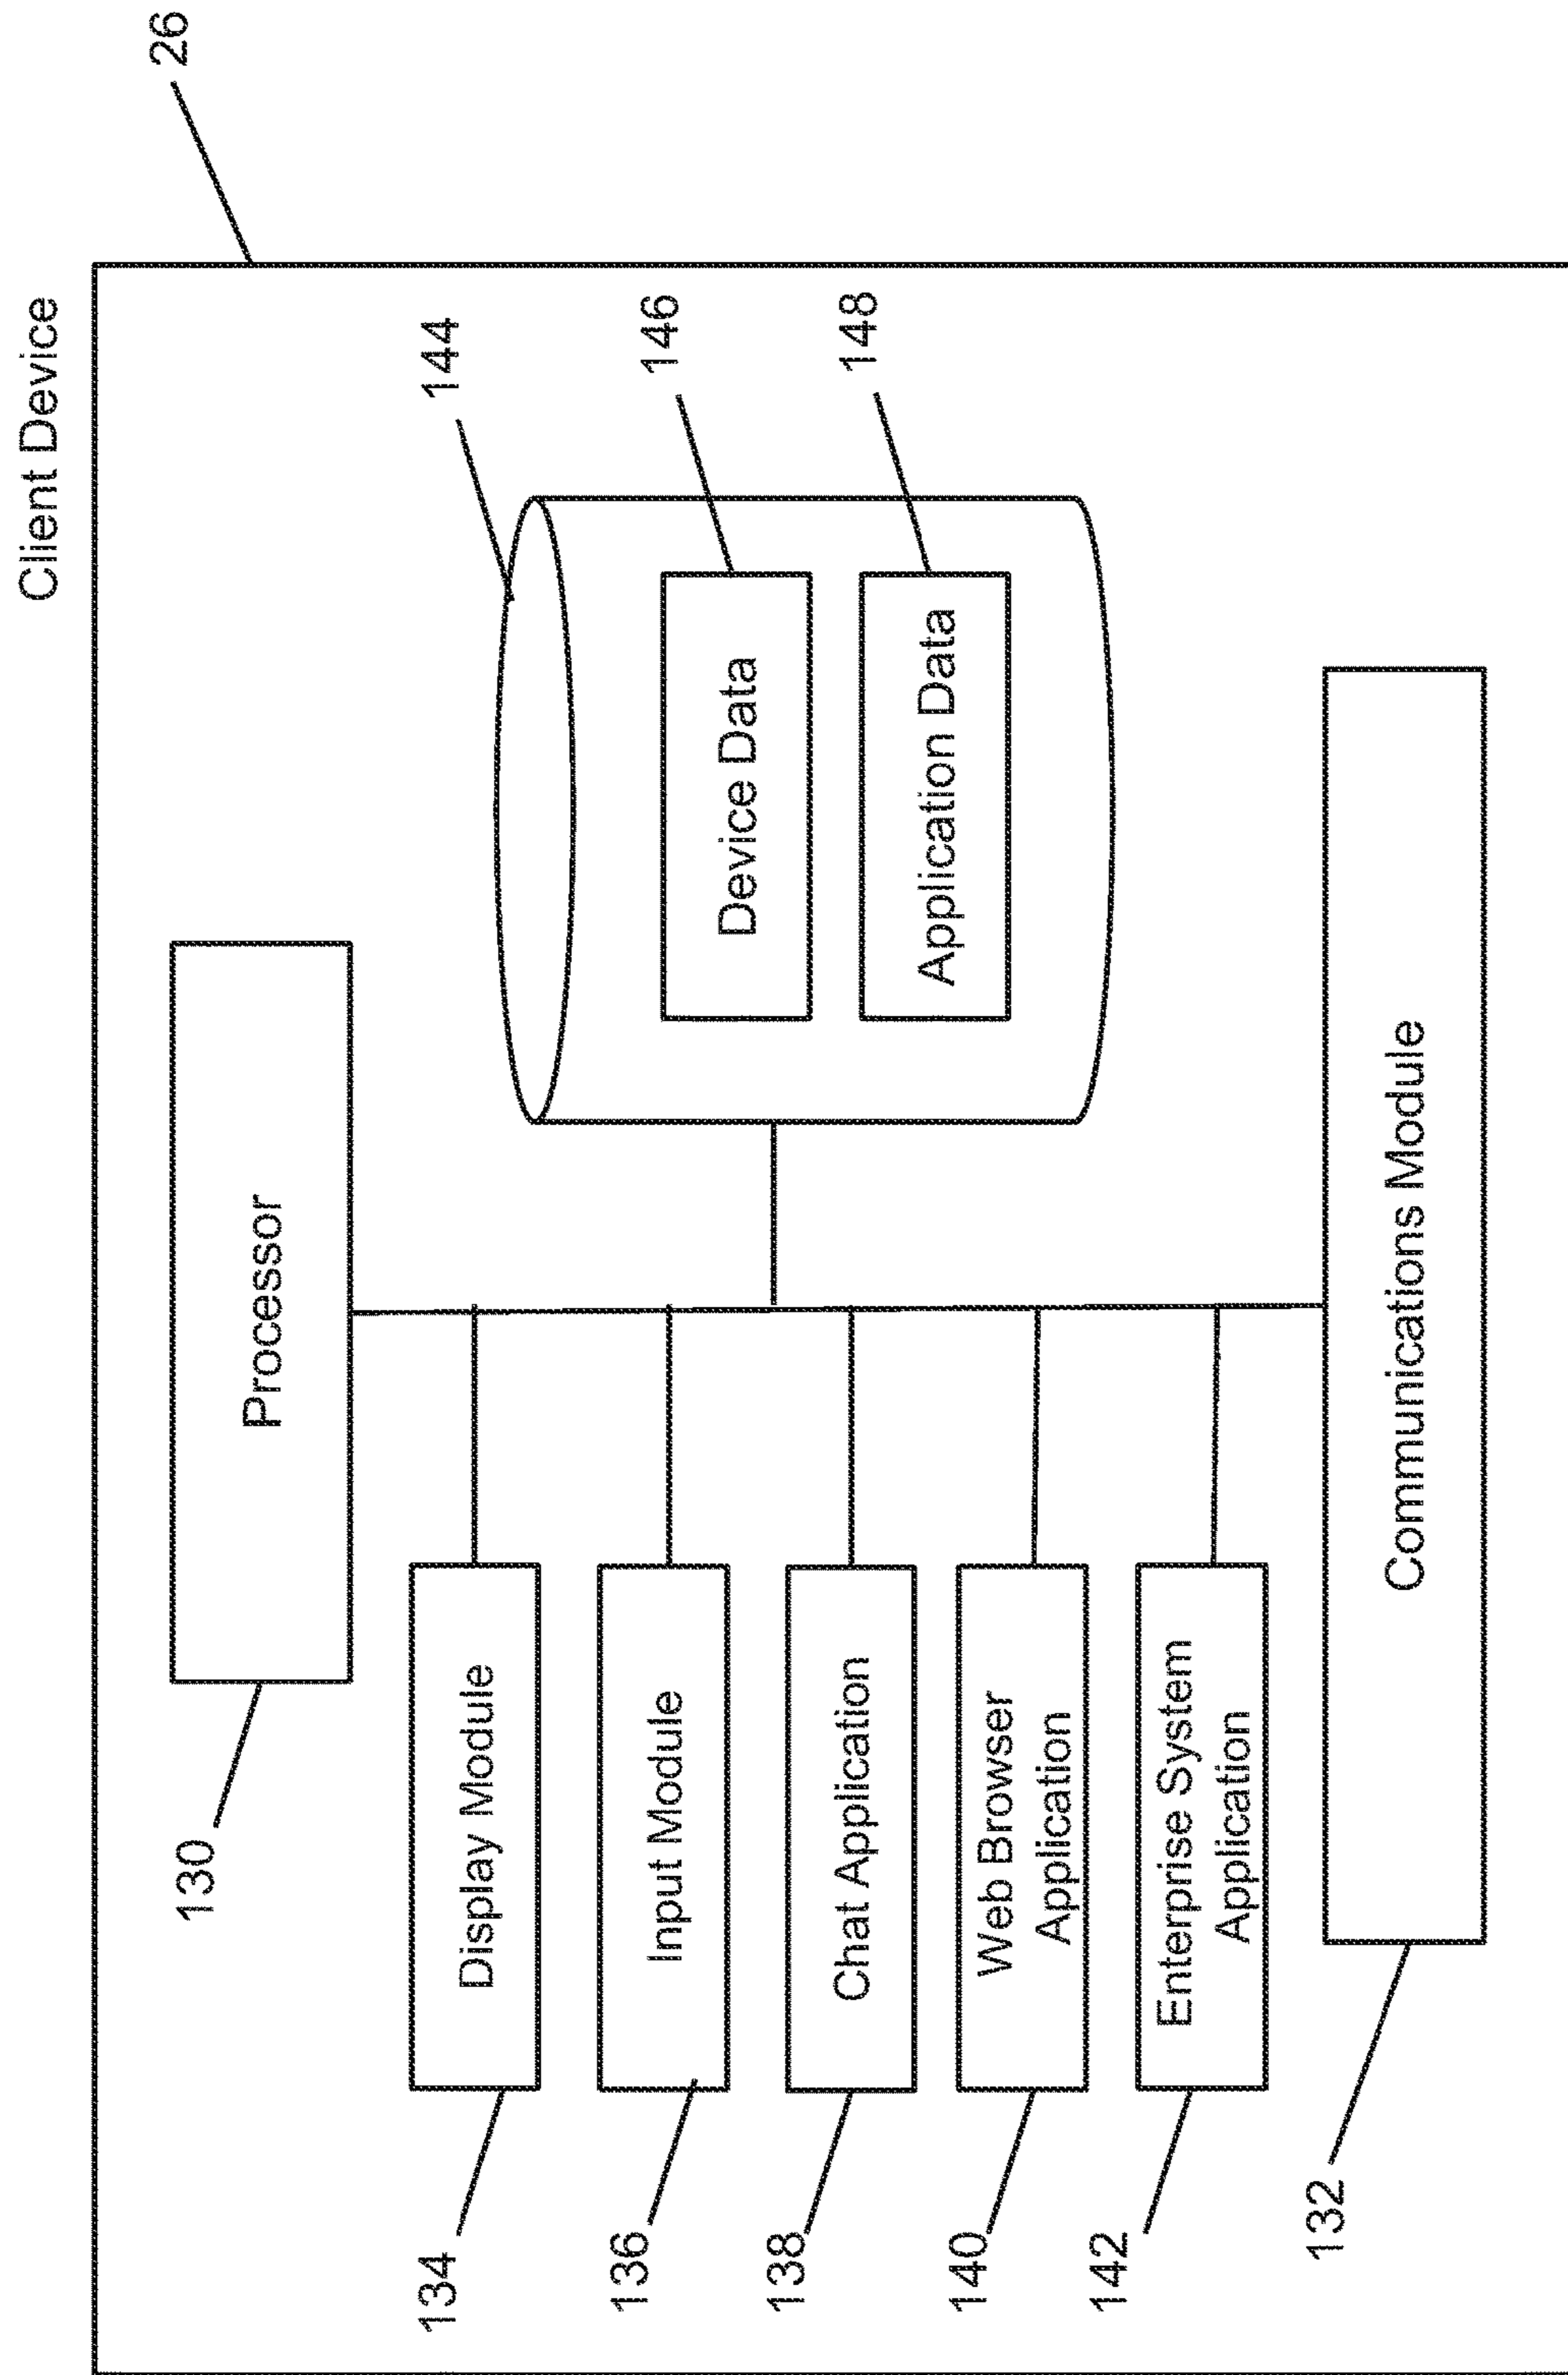 Client Device
26
130
Processor
134
Display Module
144
136
Input Module
Device Data
146
138
Chat Application
Application Data
148
140
Web Browser
Application
142
Enterprise System
Application
132
Communications Module